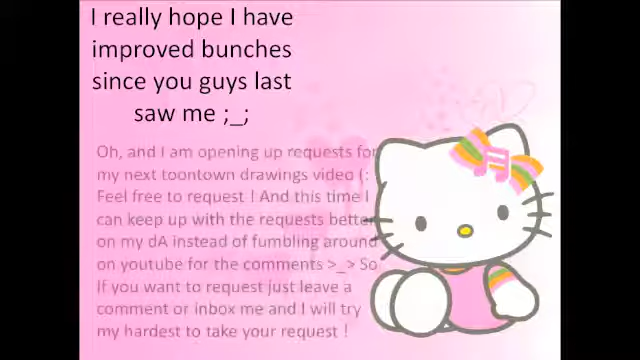 I really hope I have
improved bunches
since you guys last
saw me ;_;
Oh, and I am opening up requests for
my next toontown drawings video (:
Feel free to request ! And this time I
can keep up with the requests better
on my dA instead of fumbling around
on youtube for the comments >_> So
If you want to request just leave a
comment or inbox me and I will try
my hardest to take your request !